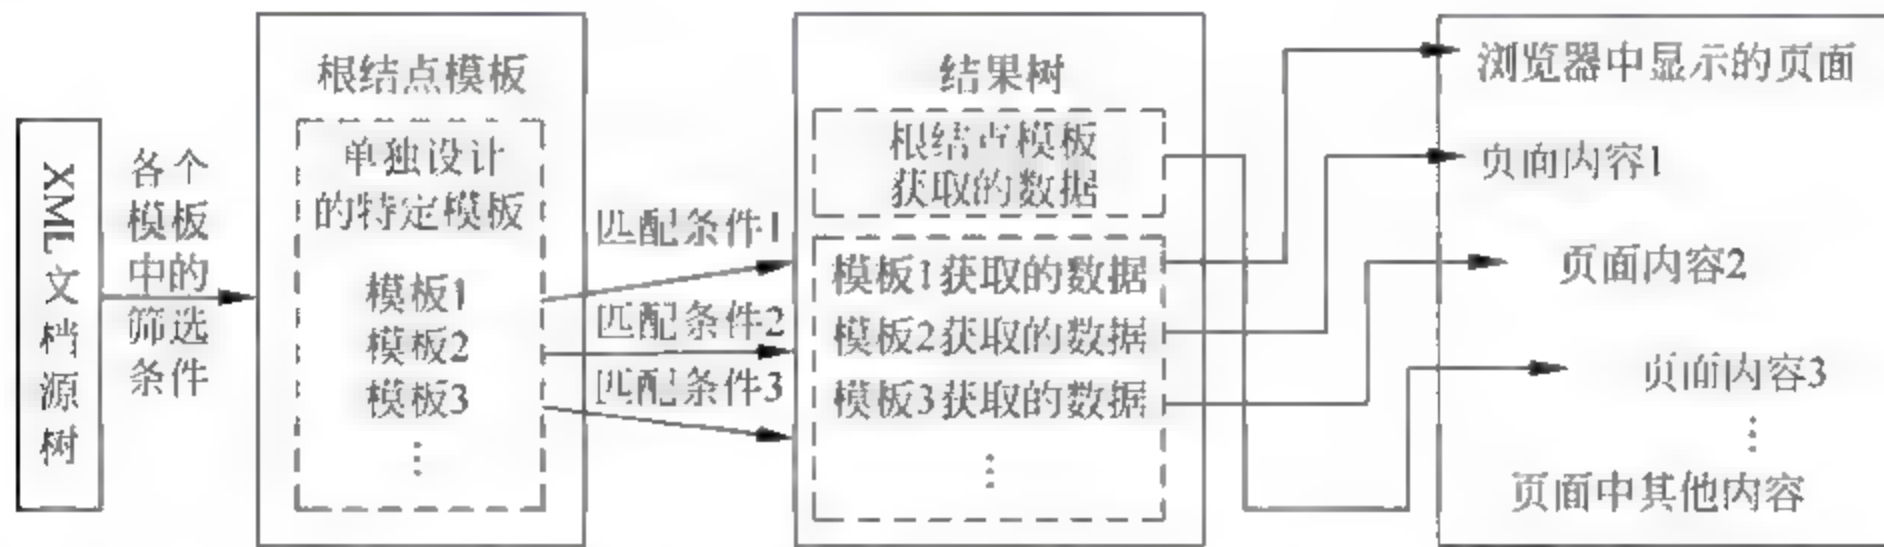 XML文档源树
各个
模板
中的
筛选
条件
根结点模板
单独设计
的特定模板
模板1
模板2
模板3
⋮
匹配条件1
匹配条件2
匹配条件3
结果树
根结点模板
获取的数据
模板1获取的数据
模板2获取的数据
模板3获取的数据
⋮
浏览器中显示的页面
页面内容1
页面内容2
页面内容3
⋮
页面中其他内容